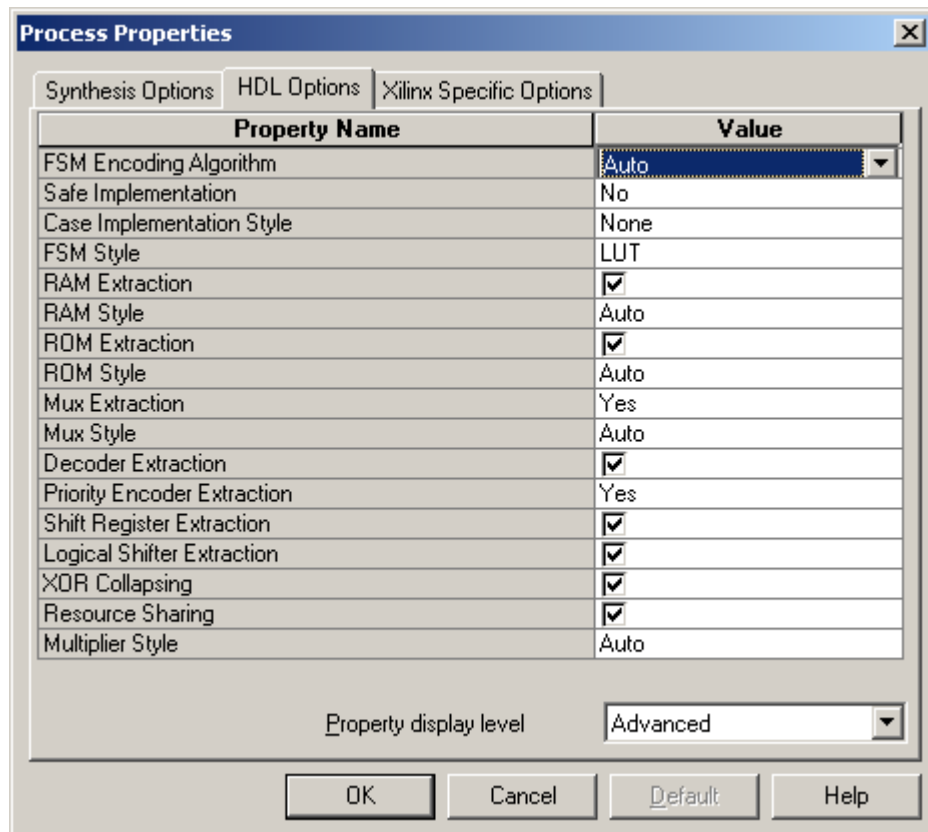 Process Properties
Synthesis Options HDL Options Xilinx Specific Options
Property Name Value
FSM Encoding Algorithm Auto
Safe Implementation No
Case Implementation Style None
FSM Style LUT
RAM Extraction
RAM Style Auto
ROM Extraction
ROM Style Auto
Mux Extraction Yes
Mux Style Auto
Decoder Extraction
Priority Encoder Extraction Yes
Shift Register Extraction
Logical Shifter Extraction
XOR Collapsing
Resource Sharing
Multiplier Style Auto
Property display level Advanced
OK Cancel Default Help